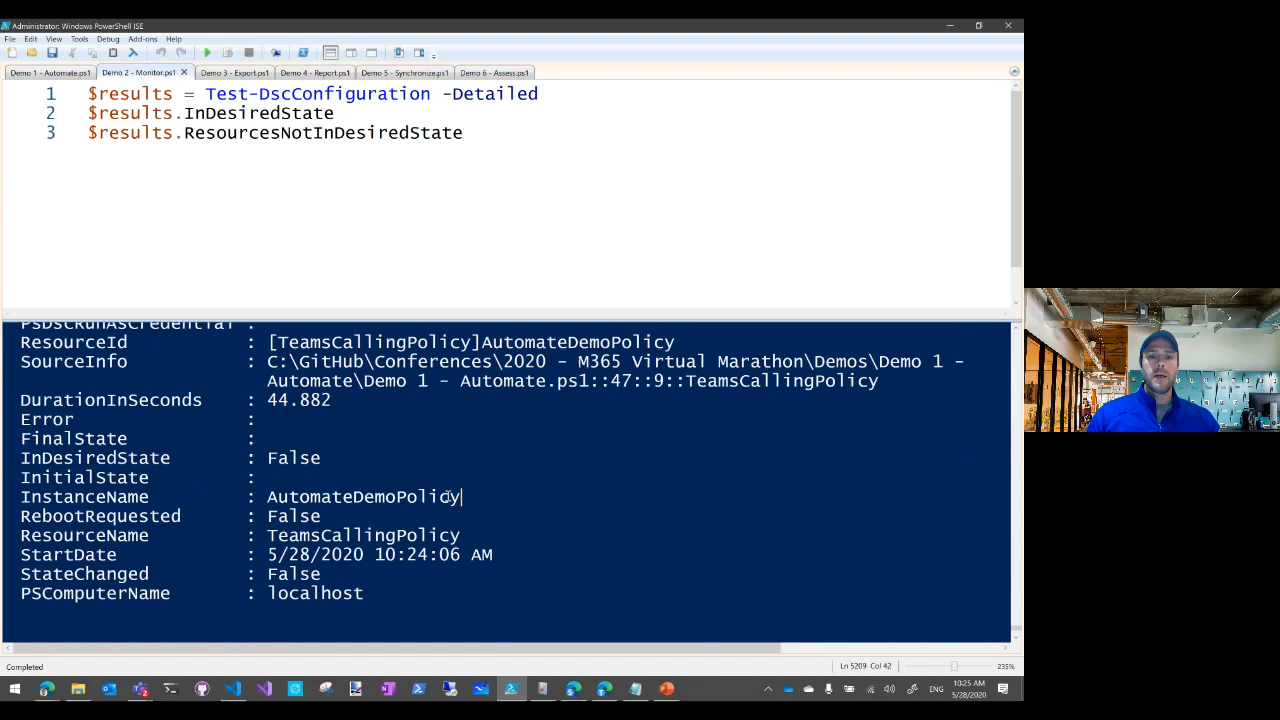 Administrator: Windows PowerShell ISE
File Edit View Tools Debug Add-ons Help
Demo 1 - Automate.ps1 Demo 2 - Monitor.ps1 Demo 3 - Export.ps1 Demo 4 - Report.ps1 Demo 5 - Synchronize.ps1 Demo 6 - Assess.ps1
1 $results = Test-DscConfiguration -Detailed
2 $results.InDesiredState
3 $results.ResourcesNotInDesiredState
PsDscRunAsCredential :
ResourceId : [TeamsCallingPolicy]AutomateDemoPolicy
SourceInfo : C:\GitHub\Conferences\2020 - M365 Virtual Marathon\Demos\Demo 1 -
Automate\Demo 1 - Automate.ps1::47::9::TeamsCallingPolicy
DurationInSeconds : 44.882
Error :
FinalState :
InDesiredState : False
InitialState :
InstanceName : AutomateDemoPolicy
RebootRequested : False
ResourceName : TeamsCallingPolicy
StartDate : 5/28/2020 10:24:06 AM
StateChanged : False
PSComputerName : localhost
Completed Ln 5209 Col 42 235%
ENG 10:25 AM
5/28/2020